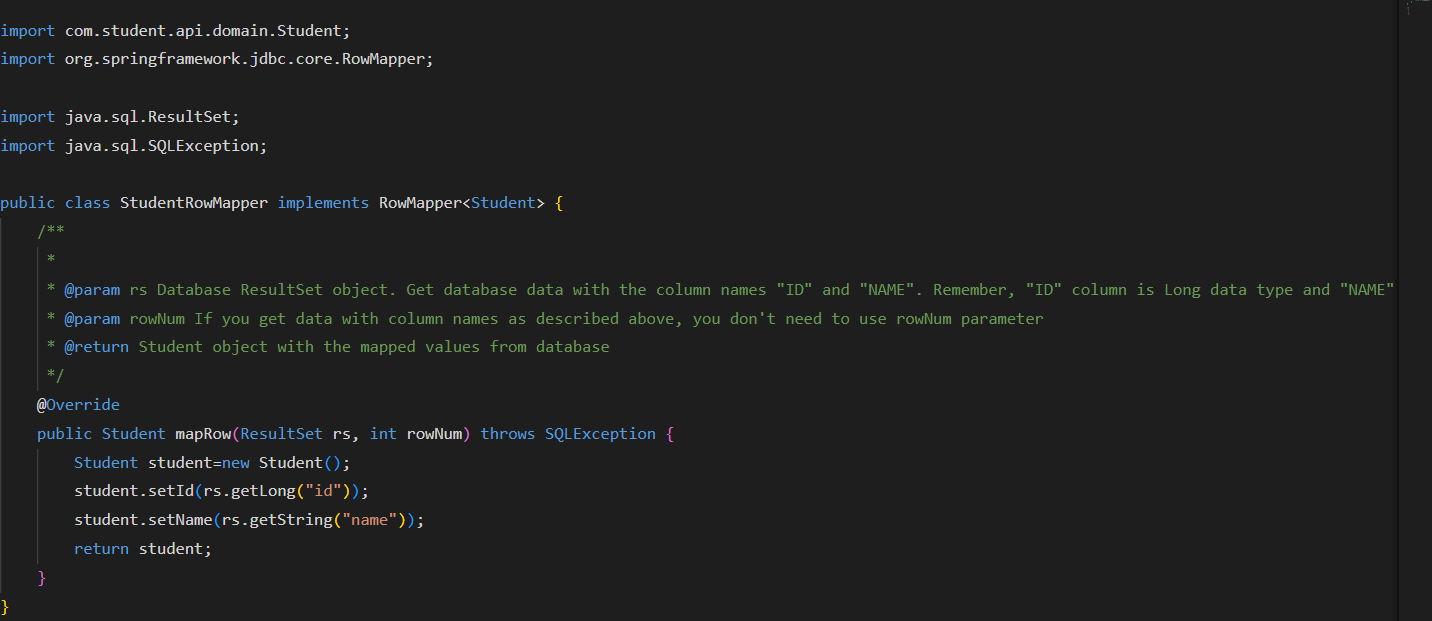 import com.student.api.domain.Student;
import org.springframework.jdbc.core.RowMapper;
import java.sql.ResultSet;
import java.sql.SQLException;
public class StudentRowMapper implements RowMapper<Student> {
/**
*
* @param rs Database ResultSet object. Get database data with the column names "ID" and "NAME". Remember, "ID" column is Long data type and "NAME"
* @param rowNum If you get data with column names as described above, you don't need to use rowNum parameter
* @return Student object with the mapped values from database
*/
@Override
public Student mapRow(ResultSet rs, int rowNum) throws SQLException {
Student student=new Student();
student.setId(rs.getLong("id"));
student.setName(rs.getString("name"));
return student;
}
}